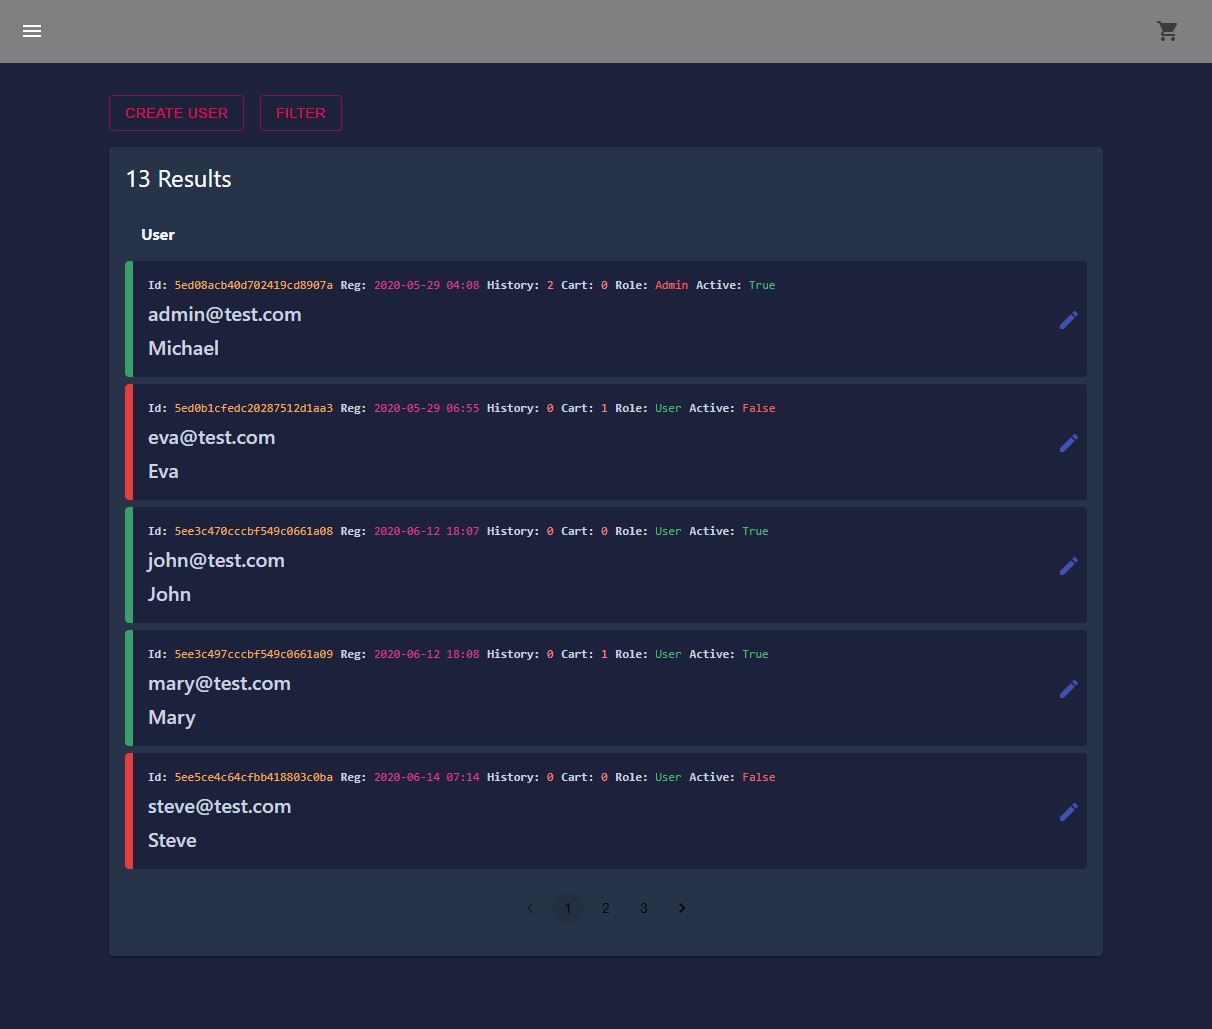 CREATE USER FILTER
13 Results
User
Id: 5ed08acb40d702419cd8907a Reg: 2020-05-29 04:08 History: 2 Cart: 0 Role: Admin Active: True
admin@test.com
Michael
Id: 5ed0b1cfedc20287512d1aa3 Reg: 2020-05-29 06:55 History: 0 Cart: 1 Role: User Active: False
eva@test.com
Eva
Id: 5ee3c470cccbf549c0661a08 Reg: 2020-06-12 18:07 History: 0 Cart: 0 Role: User Active: True
john@test.com
John
Id: 5ee3c497cccbf549c0661a09 Reg: 2020-06-12 18:08 History: 0 Cart: 1 Role: User Active: True
mary@test.com
Mary
Id: 5ee5ce4c64cfbb418803c0ba Reg: 2020-06-14 07:14 History: 0 Cart: 0 Role: User Active: False
steve@test.com
Steve
1 2 3